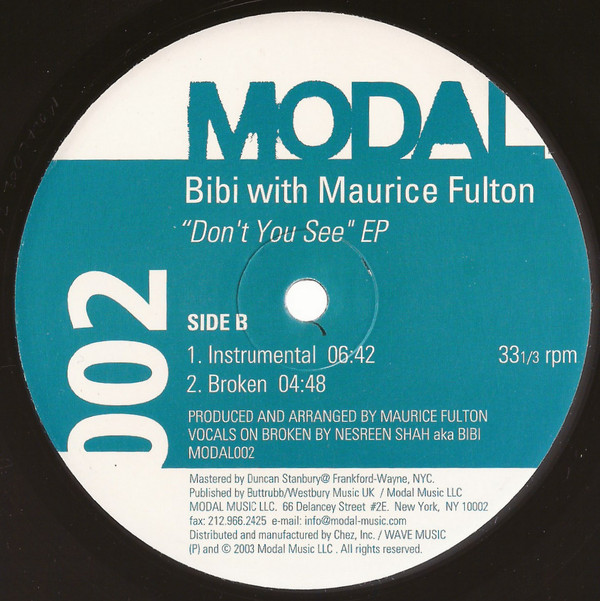 MODAL
Bibi with Maurice Fulton
“Don't You See" EP
002
SIDE B
1. Instrumental 06:42
33 1/3 rpm
2. Broken 04:48
PRODUCED AND ARRANGED BY MAURICE FULTON
VOCALS ON BROKEN BY NESREEN SHAH aka BIBI
MODAL002
Mastered by Duncan Stanbury@ Frankford-Wayne, NYC.
Published by Buttrubb/Westbury Music UK / Modal Music LLC
MODAL MUSIC LLC. 66 Delancey Street #2E. New York, NY 10002
fax: 212.966.2425 e-mail: info@modal-music.com
Distributed and manufactured by Chez, Inc. / WAVE MUSIC
(P) and © 2003 Modal Music LLC . All rights reserved.